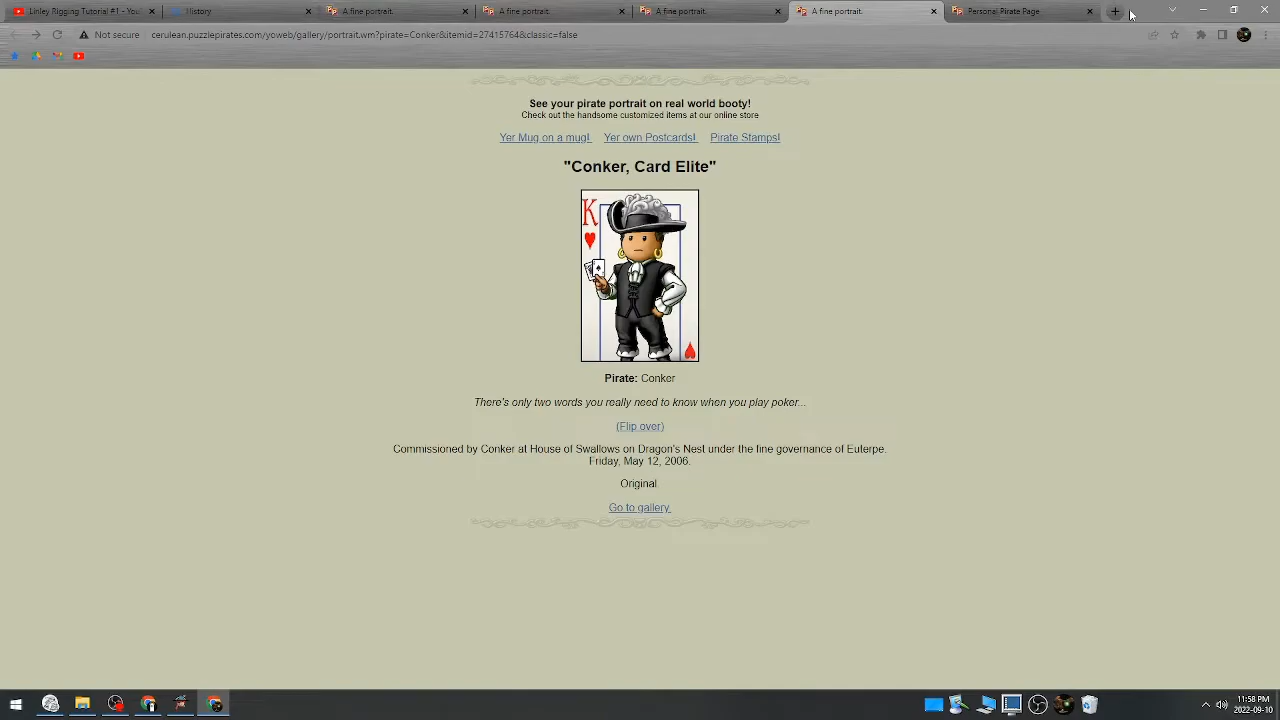 Linley Rigging Tutorial #1 - You
History
A fine portrait.
A fine portrait.
A fine portrait.
A fine portrait.
Personal Pirate Page
Not secure
cerulean.puzzlepirates.com/yoweb/gallery/portrait.wm?pirate=Conker&itemid=27415764&classic=false
See your pirate portrait on real world booty!
Check out the handsome customized items at our online store
Yer Mug on a mug! Yer own Postcards! Pirate Stamps!
"Conker, Card Elite"
K
Pirate: Conker
There's only two words you really need to know when you play poker...
(Flip over)
Commissioned by Conker at House of Swallows on Dragon's Nest under the fine governance of Euterpe.
Friday, May 12, 2006.
Original.
Go to gallery.
11:58 PM
2022-09-10